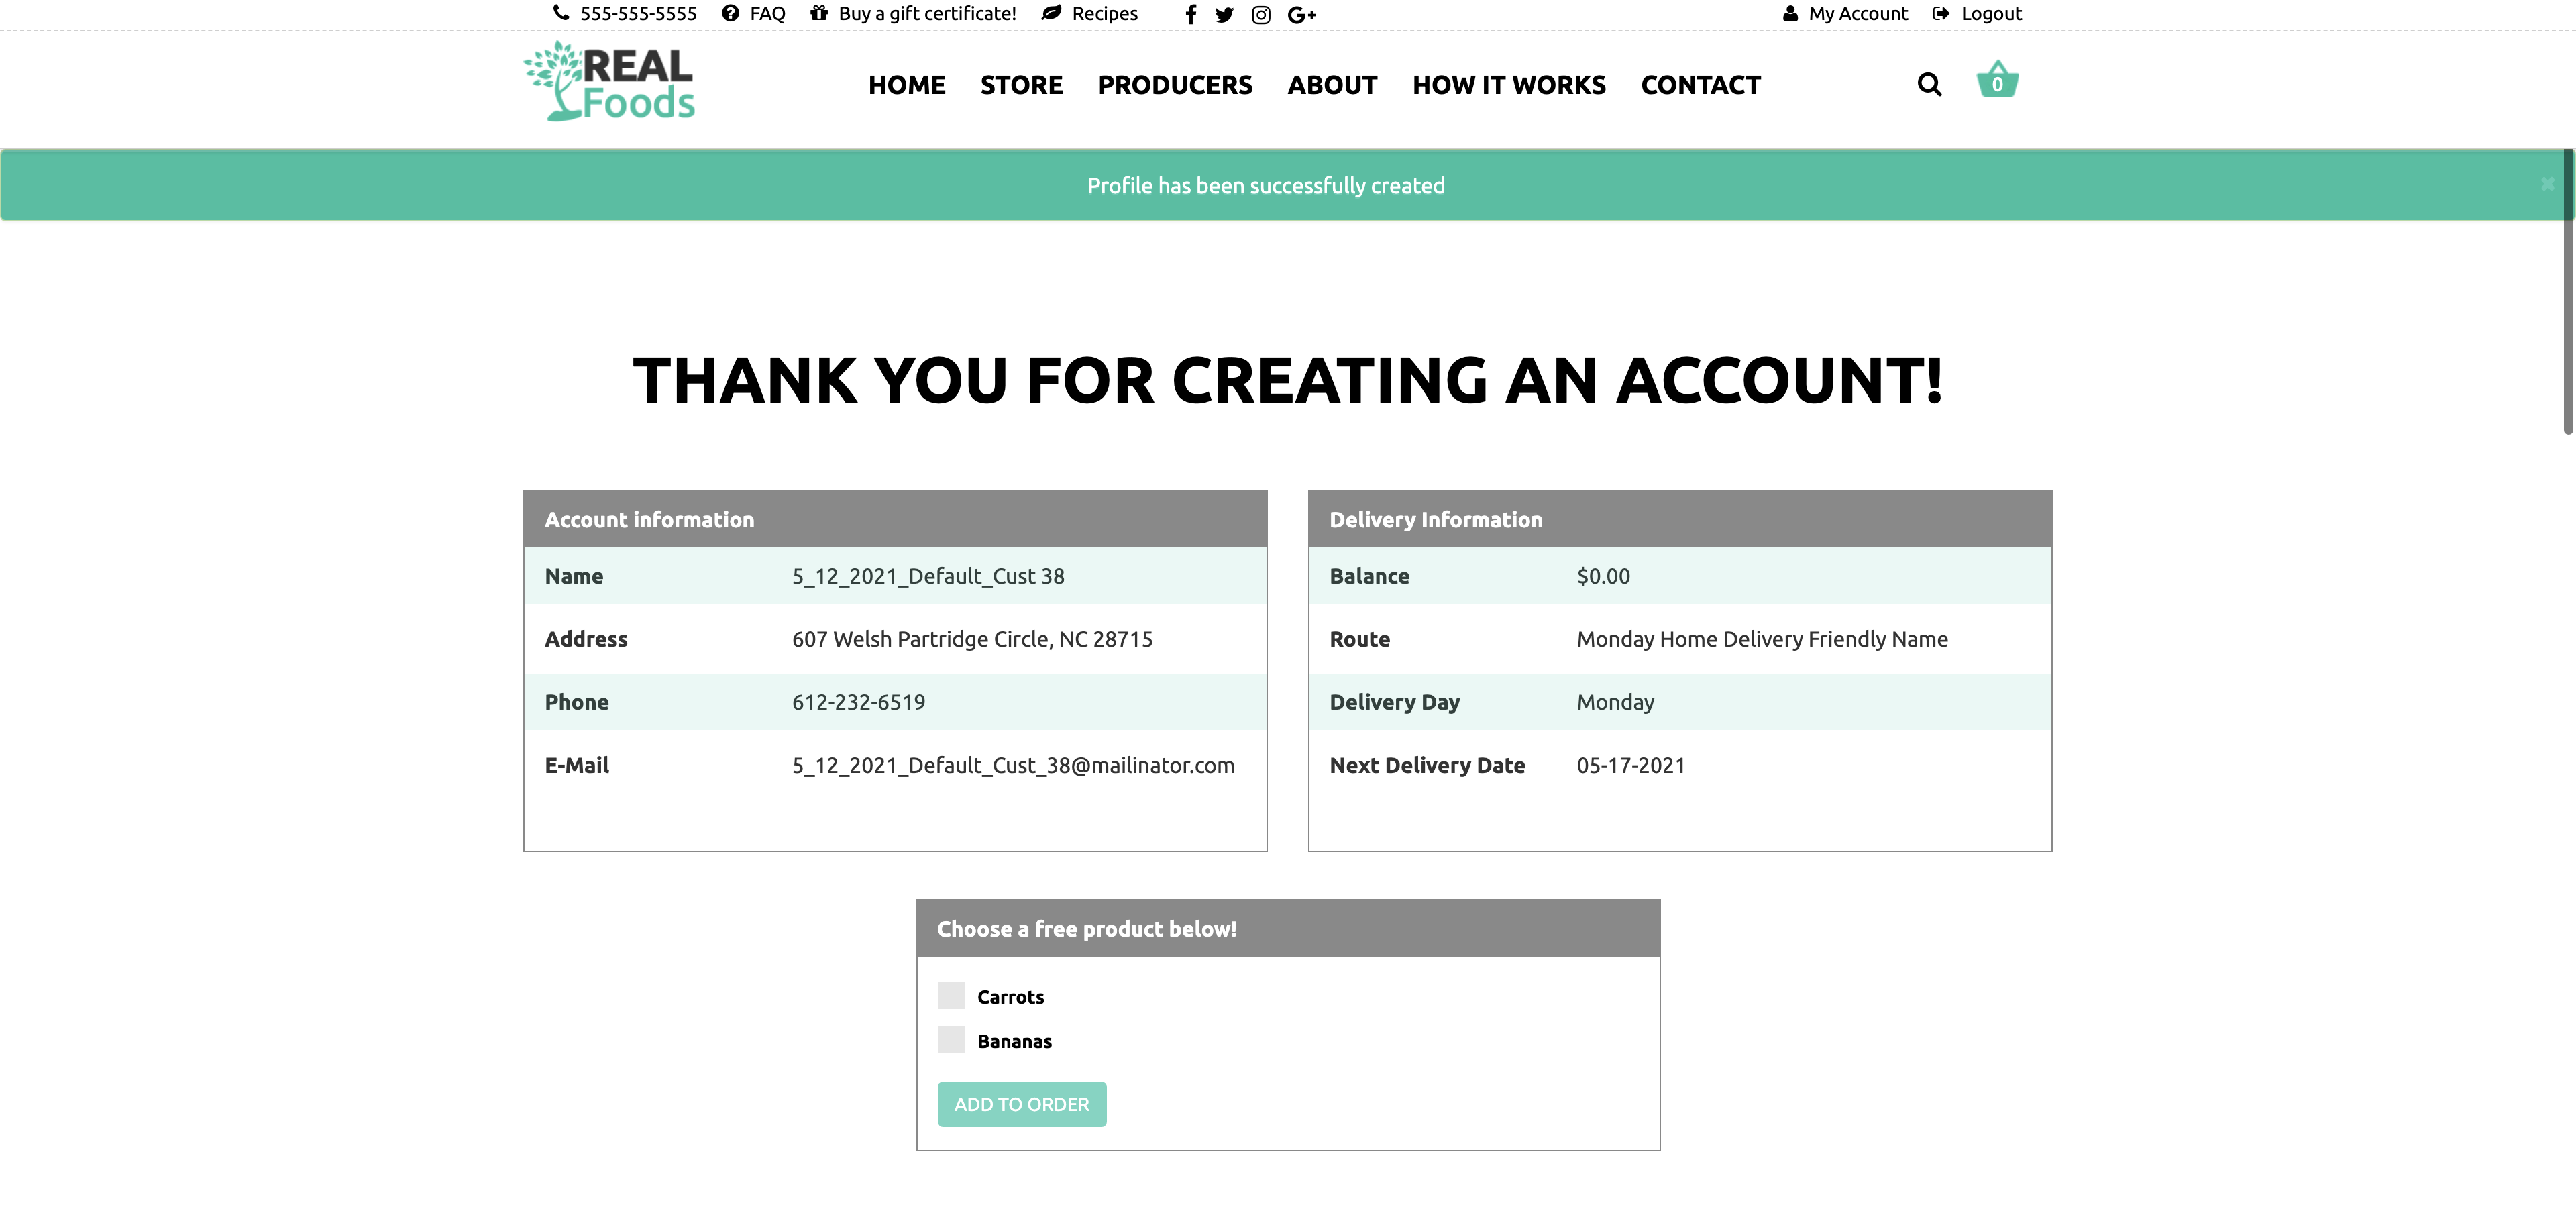 555-555-5555 FAQ Buy a gift certificate! Recipes My Account Logout
REAL
Foods
HOME STORE PRODUCERS ABOUT HOW IT WORKS CONTACT
0
Profile has been successfully created
THANK YOU FOR CREATING AN ACCOUNT!
Account information
Name 5_12_2021_Default_Cust 38
Address 607 Welsh Partridge Circle, NC 28715
Phone 612-232-6519
E-Mail 5_12_2021_Default_Cust_38@mailinator.com
Delivery Information
Balance $0.00
Route Monday Home Delivery Friendly Name
Delivery Day Monday
Next Delivery Date 05-17-2021
Choose a free product below!
Carrots
Bananas
ADD TO ORDER